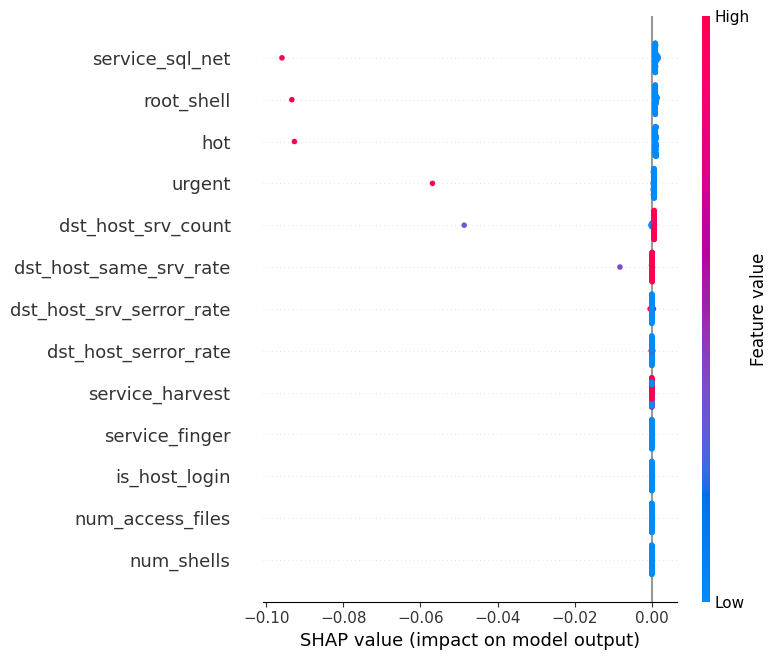 High
service_sql_net
root_shell
hot
urgent
dst_host_srv_count
dst_host_same_srv_rate
dst_host_srv_serror_rate
dst_host_serror_rate
service_harvest
service_finger
is_host_login
num_access_files
num_shells
Feature value
Low
−0.10 −0.08 −0.06 −0.04 −0.02 0.00
SHAP value (impact on model output)